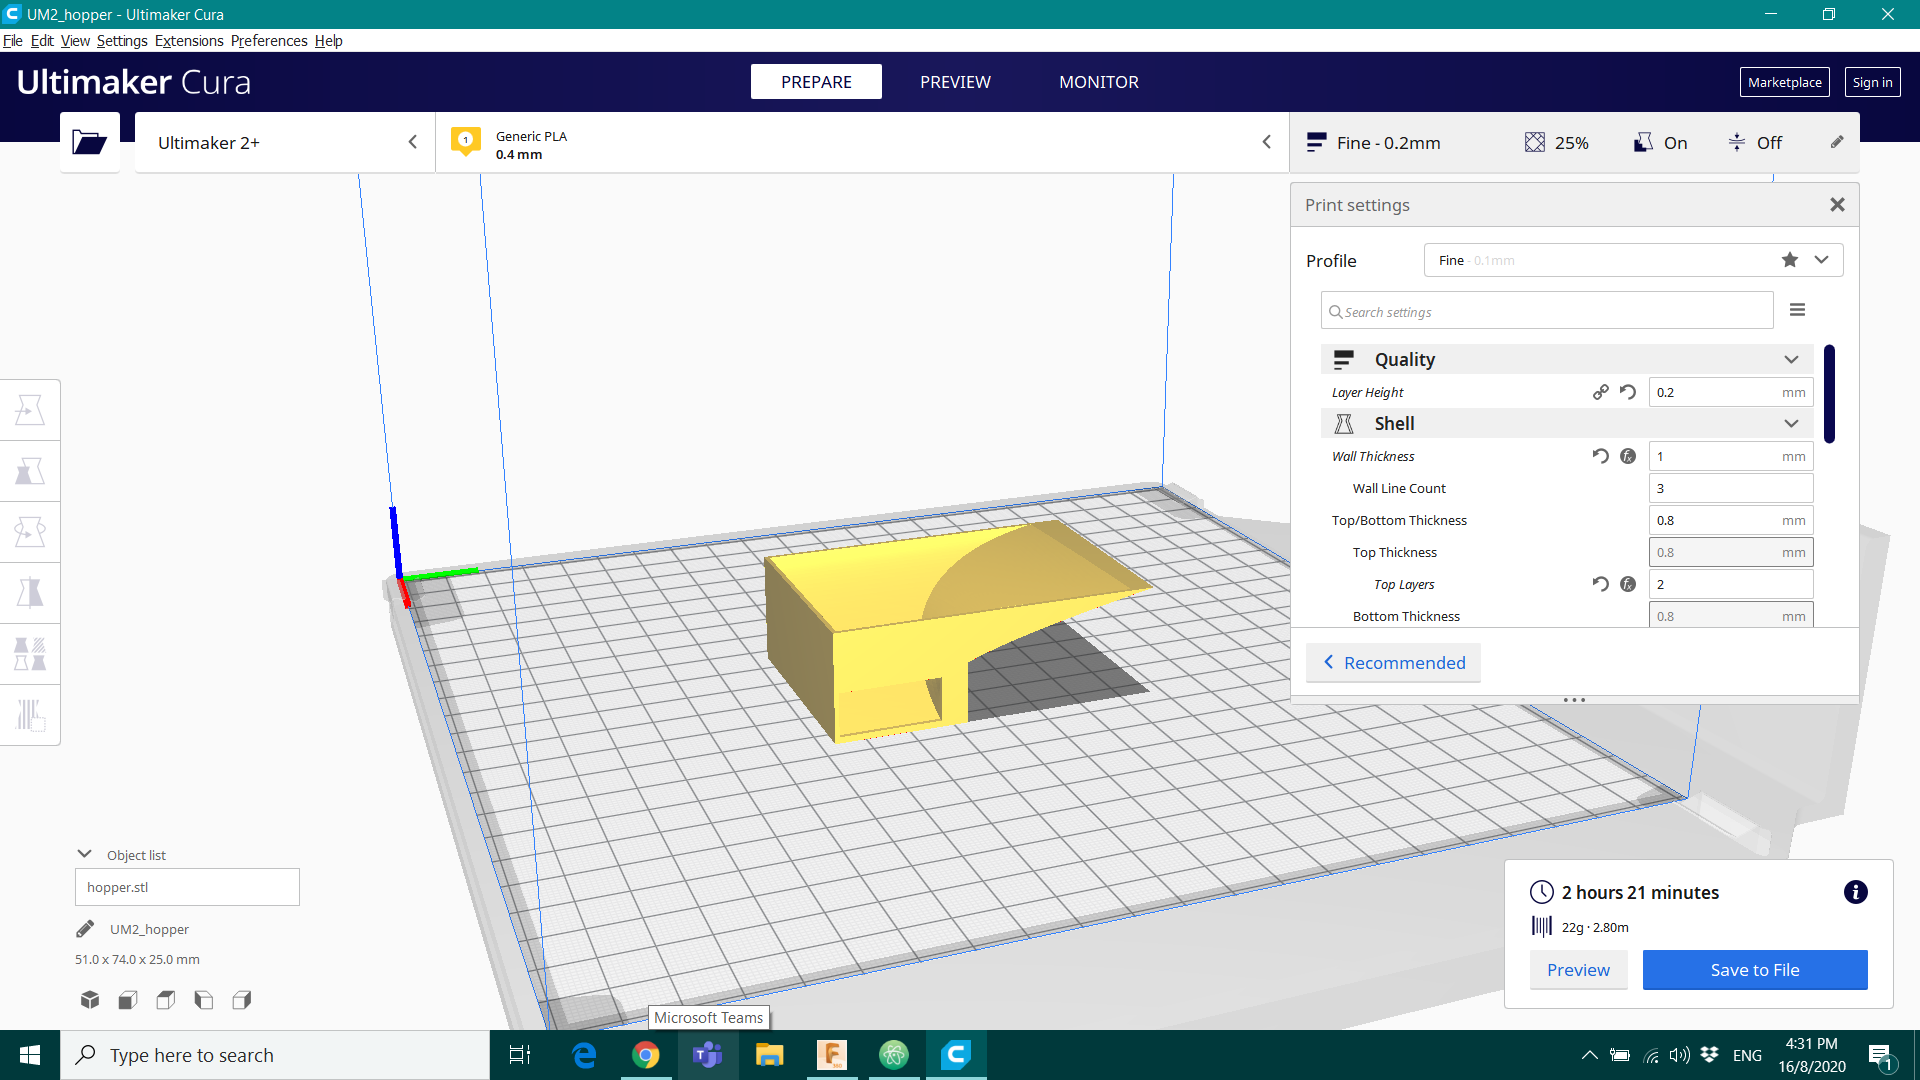 UM2_hopper - Ultimaker Cura
File Edit View Settings Extensions Preferences Help
Ultimaker Cura
PREPARE
PREVIEW
MONITOR
Marketplace
Sign in
Ultimaker 2+
1
Generic PLA
0.4 mm
Fine - 0.2mm
25%
On
Off
Print settings
Profile
Fine - 0.1mm
Search settings
Quality
Layer Height 0.2 mm
Shell
Wall Thickness 1 mm
Wall Line Count 3
Top/Bottom Thickness 0.8 mm
Top Thickness 0.8 mm
Top Layers 2
Bottom Thickness 0.8 mm
Recommended
Object list
hopper.stl
UM2_hopper
51.0 x 74.0 x 25.0 mm
2 hours 21 minutes
22g · 2.80m
Preview
Save to File
Microsoft Teams
Type here to search
ENG
4:31 PM
16/8/2020
1